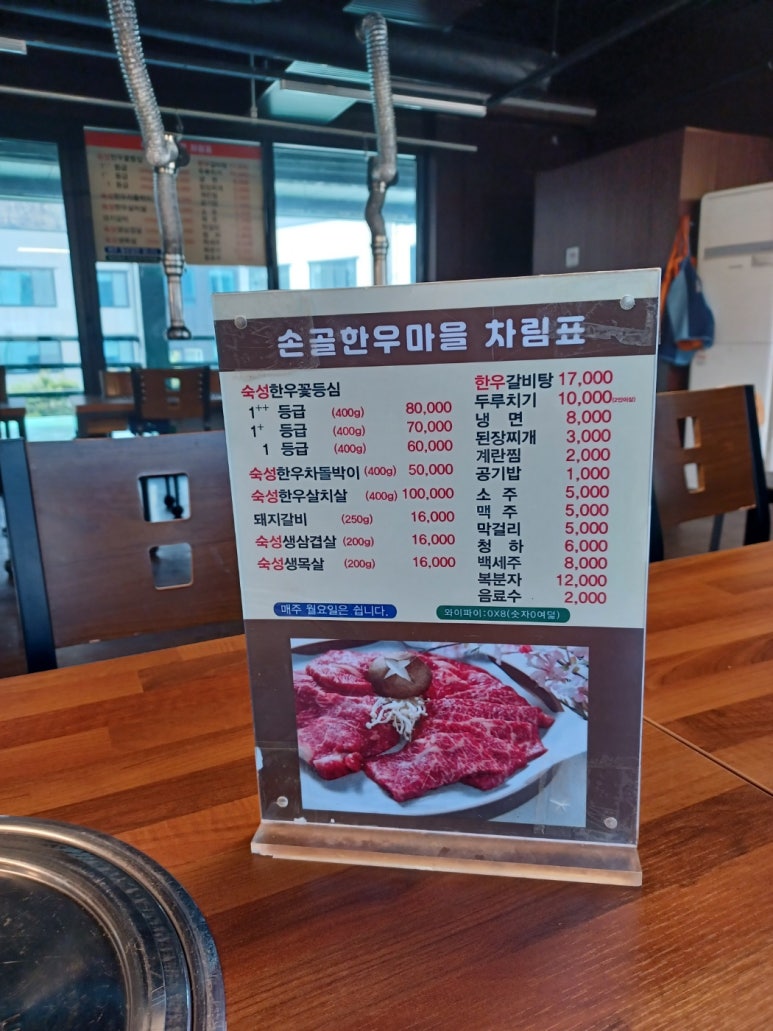 손골한우마을 차림표
숙성한우꽃등심
1++ 등급 (400g) 80,000
1+ 등급 (400g) 70,000
1 등급 (400g) 60,000
숙성한우차돌박이 (400g) 50,000
숙성한우살치살 (400g) 100,000
돼지갈비 (250g) 16,000
숙성생삼겹살 (200g) 16,000
숙성생목살 (200g) 16,000
한우갈비탕 17,000
두루치기 10,000
냉 면 8,000
된장찌개 3,000
계란찜 2,000
공기밥 1,000
소 주 5,000
맥 주 5,000
막걸리 5,000
청 하 6,000
백세주 8,000
복분자 12,000
음료수 2,000
매주 월요일은 쉽니다.
와이파이:0X8(숫자0여덟)